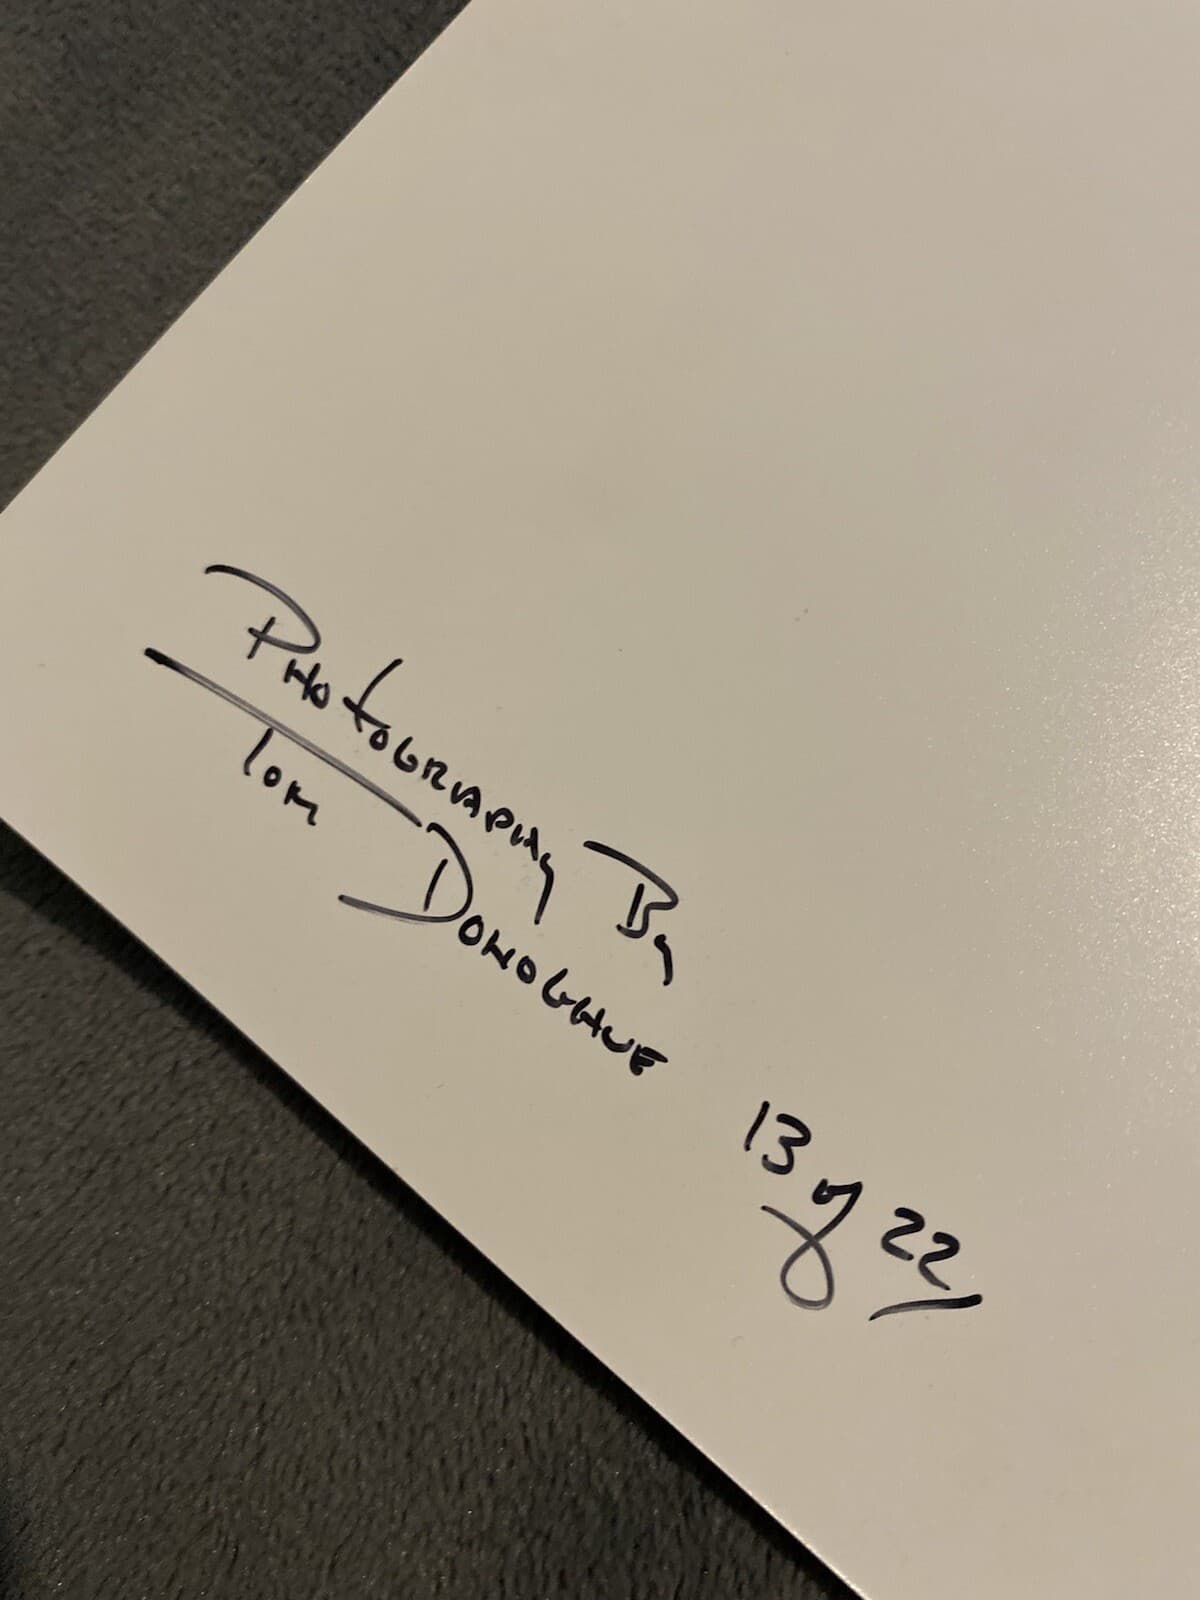 Photography By
Tom Donoghue
13 of 22